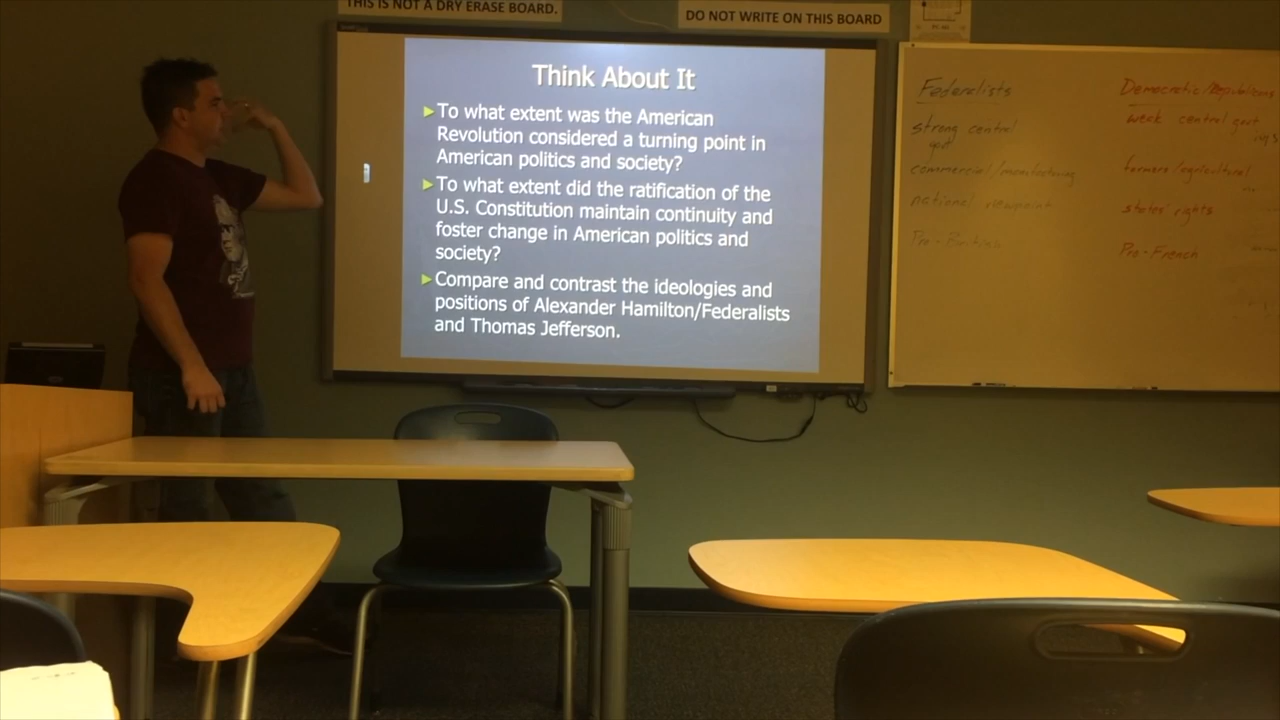 THIS IS NOT A DRY ERASE BOARD.
DO NOT WRITE ON THIS BOARD
Think About It
To what extent was the American
Revolution considered a turning point in
American politics and society?
To what extent did the ratification of the
U.S. Constitution maintain continuity and
foster change in American politics and
society?
Compare and contrast the ideologies and
positions of Alexander Hamilton/Federalists
and Thomas Jefferson.
Federalists
strong central
govt
commercial/manufacturing
national viewpoint
Pro-British
Democratic/Republicans
weak central govt
farmers/agricultural
states' rights
Pro-French